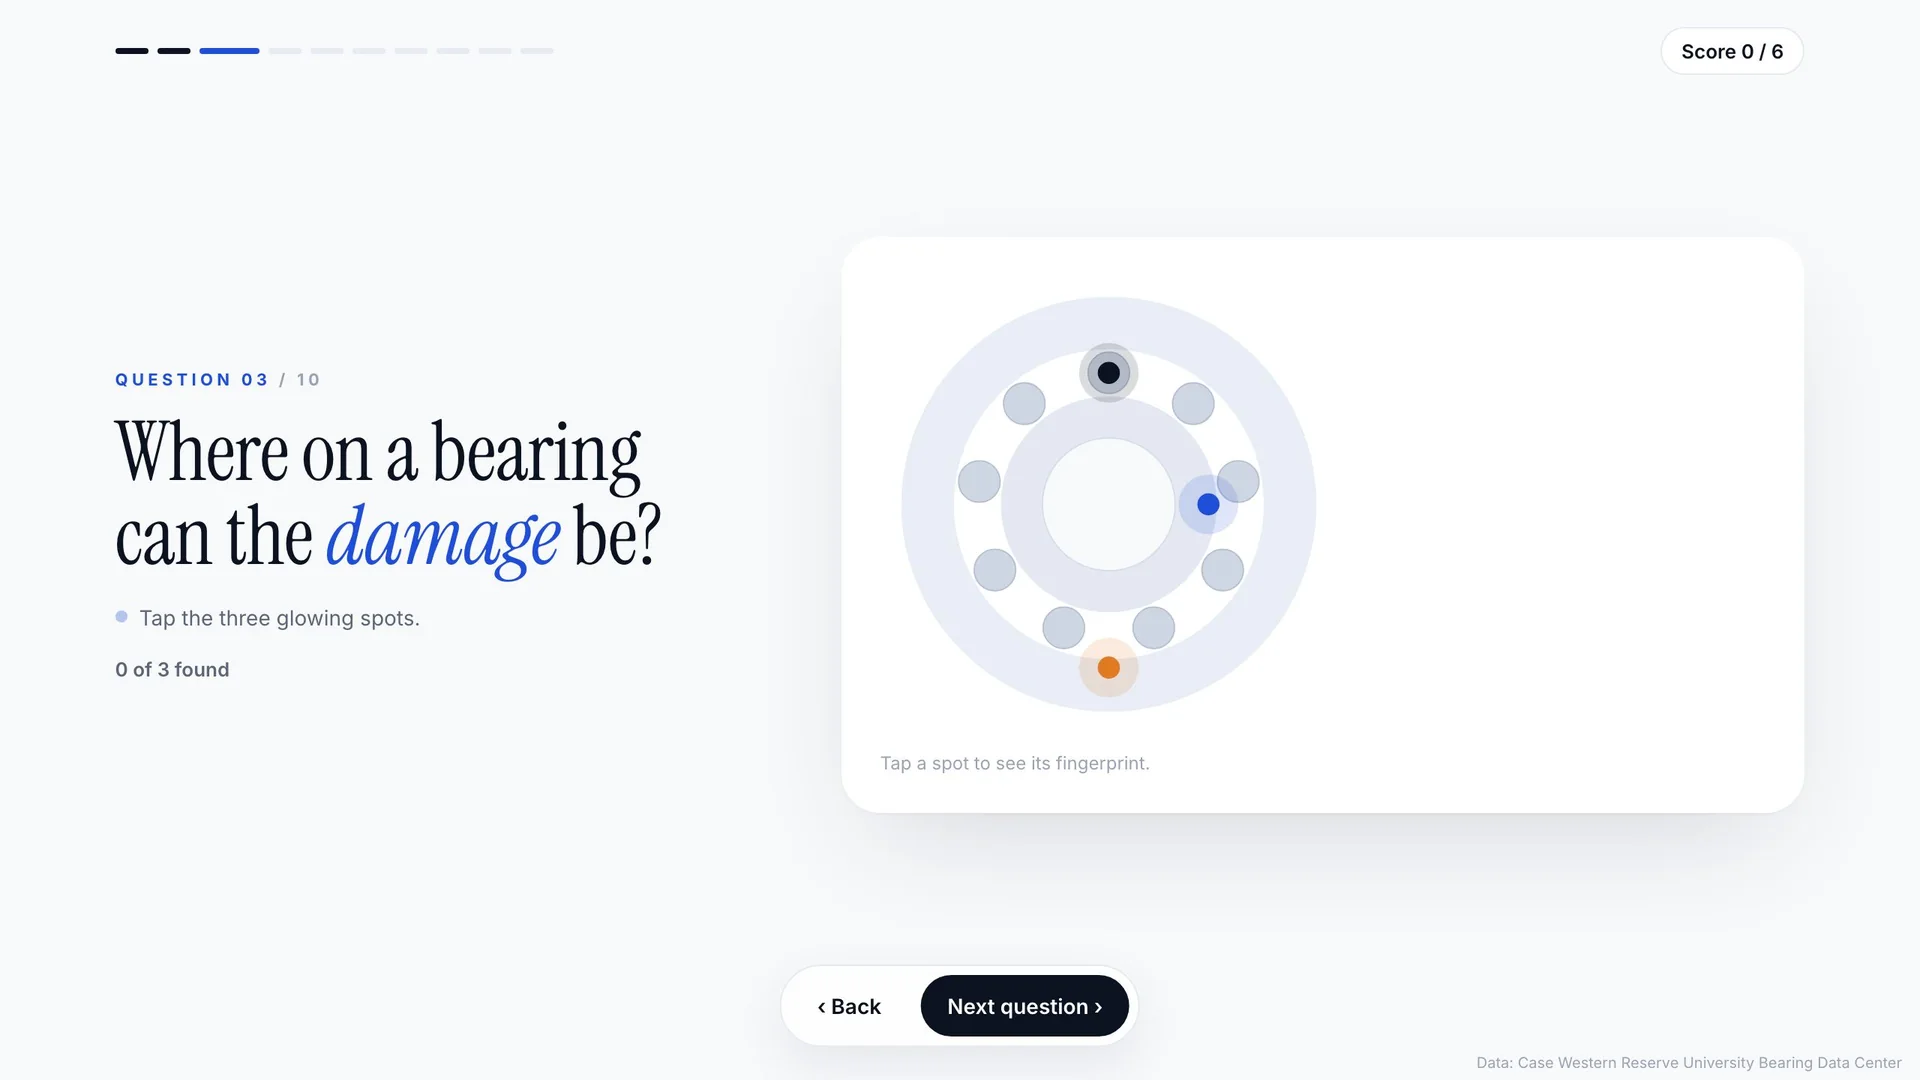 Score 0 / 6
QUESTION 03 / 10
Where on a bearing
can the damage be?
Tap the three glowing spots.
0 of 3 found
Tap a spot to see its fingerprint.
‹ Back
Next question ›
Data: Case Western Reserve University Bearing Data Center